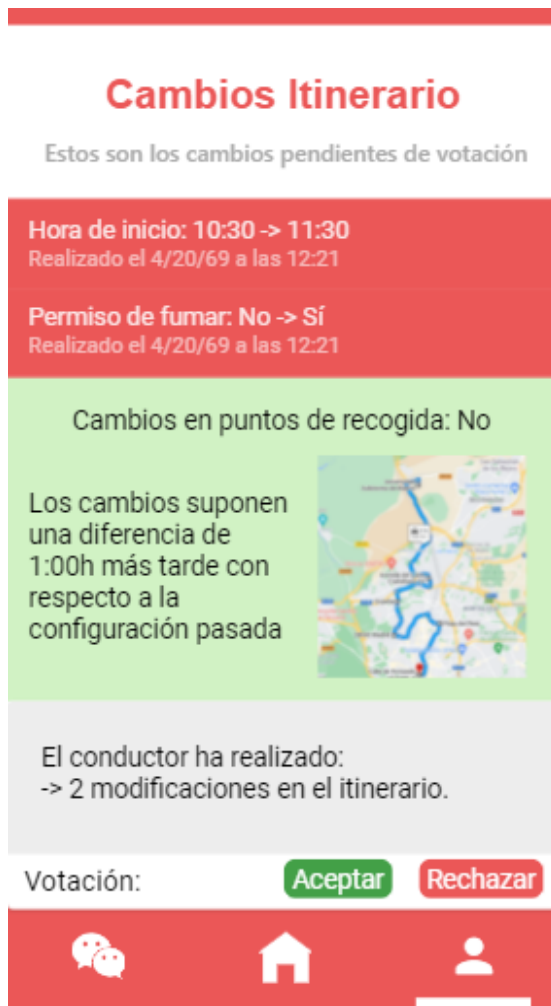 Cambios Itinerario
Estos son los cambios pendientes de votación
Hora de inicio: 10:30 -> 11:30
Realizado el 4/20/69 a las 12:21
Permiso de fumar: No -> Sí
Realizado el 4/20/69 a las 12:21
Cambios en puntos de recogida: No
Los cambios suponen
una diferencia de
1:00h más tarde con
respecto a la
configuración pasada
El conductor ha realizado:
-> 2 modificaciones en el itinerario.
Votación:
Aceptar
Rechazar